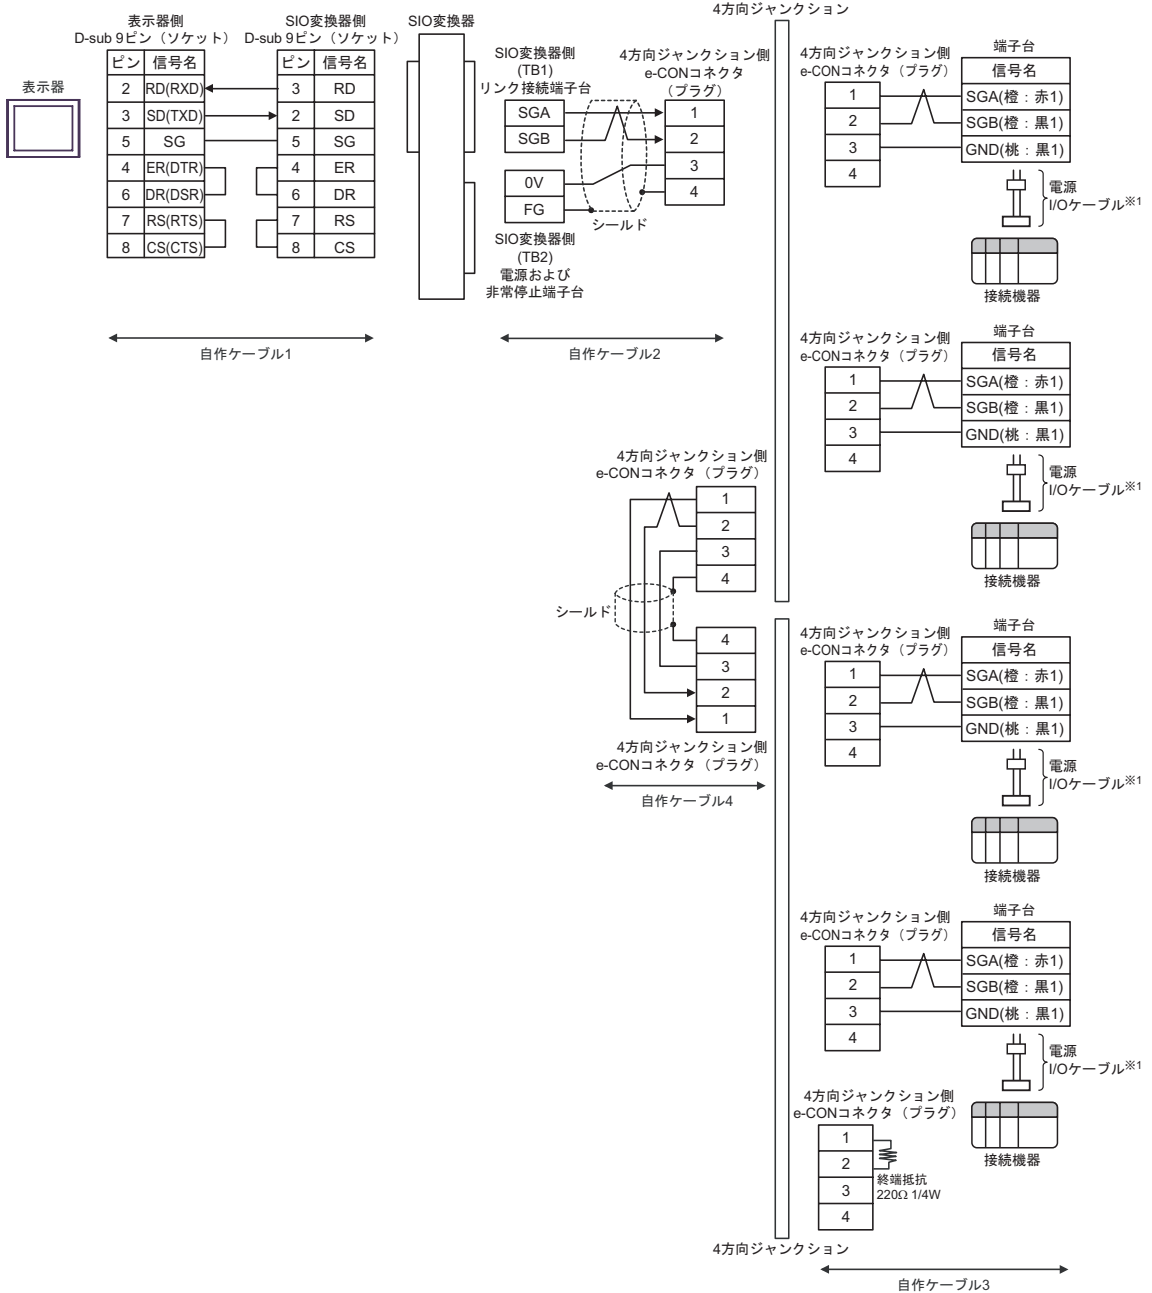 4方向ジャンクション
表示器
表示器側
D-sub 9ピン（ソケット）
ピン 信号名
2 RD(RXD)
3 SD(TXD)
5 SG
4 ER(DTR)
6 DR(DSR)
7 RS(RTS)
8 CS(CTS)
SIO変換器側
D-sub 9ピン（ソケット）
ピン 信号名
3 RD
2 SD
5 SG
4 ER
6 DR
7 RS
8 CS
自作ケーブル1
SIO変換器
SIO変換器側
(TB1)
リンク接続端子台
SGA
SGB
0V
FG
SIO変換器側
(TB2)
電源および
非常停止端子台
シールド
4方向ジャンクション側
e-CONコネクタ
（プラグ）
1
2
3
4
自作ケーブル2
4方向ジャンクション側
e-CONコネクタ（プラグ）
1
2
3
4
端子台
信号名
SGA(橙：赤1)
SGB(橙：黒1)
GND(桃：黒1)
電源
I/Oケーブル※1
接続機器
4方向ジャンクション側
e-CONコネクタ（プラグ）
1
2
3
4
端子台
信号名
SGA(橙：赤1)
SGB(橙：黒1)
GND(桃：黒1)
電源
I/Oケーブル※1
接続機器
4方向ジャンクション側
e-CONコネクタ（プラグ）
1
2
3
4
シールド
4
3
2
1
4方向ジャンクション側
e-CONコネクタ（プラグ）
自作ケーブル4
4方向ジャンクション側
e-CONコネクタ（プラグ）
1
2
3
4
端子台
信号名
SGA(橙：赤1)
SGB(橙：黒1)
GND(桃：黒1)
電源
I/Oケーブル※1
接続機器
4方向ジャンクション側
e-CONコネクタ（プラグ）
1
2
3
4
端子台
信号名
SGA(橙：赤1)
SGB(橙：黒1)
GND(桃：黒1)
電源
I/Oケーブル※1
接続機器
4方向ジャンクション側
e-CONコネクタ（プラグ）
1
2
3
4
終端抵抗
220Ω 1/4W
4方向ジャンクション
自作ケーブル3